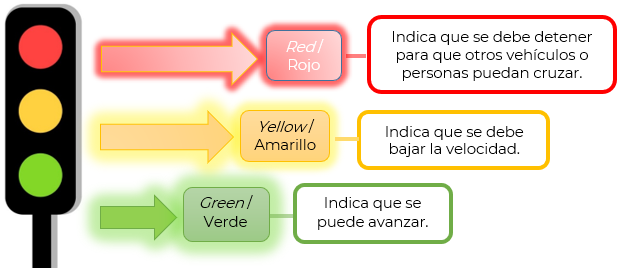 Red /
Rojo
Indica que se debe detener
para que otros vehículos o
personas puedan cruzar.
Yellow /
Amarillo
Indica que se debe
bajar la velocidad.
Green /
Verde
Indica que se
puede avanzar.